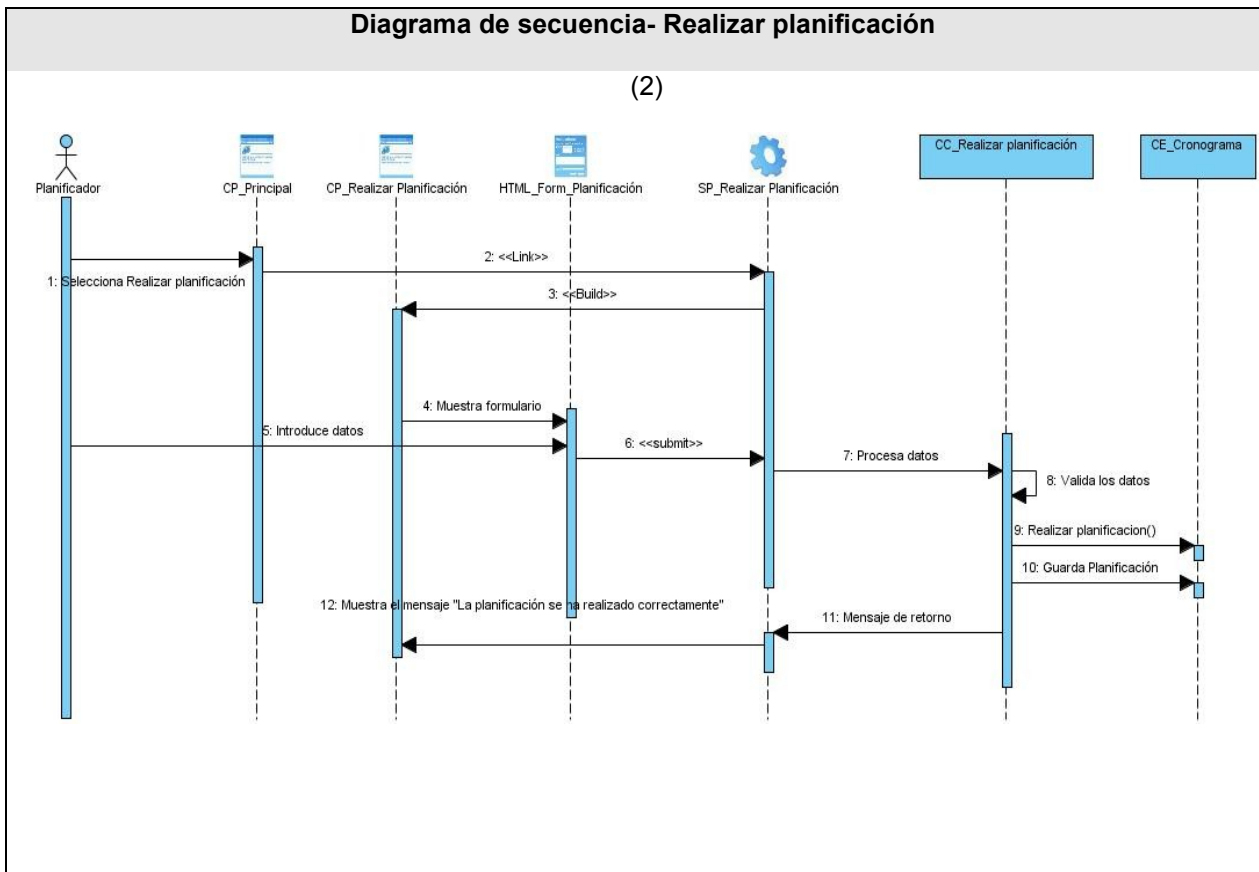 Diagrama de secuencia- Realizar planificación
(2)
CC_Realizar planificación
CE_Cronograma
Planificador
CP_Principal
CP_Realizar Planificación
HTML_Form_Planificación
SP_Realizar Planificación
1: Selecciona Realizar planificación
2: <<Link>>
3: <<Build>>
4: Muestra formulario
5: Introduce datos
6: <<submit>>
7: Procesa datos
8: Valida los datos
9: Realizar planificacion()
10: Guarda Planificación
12: Muestra el mensaje "La planificación se ha realizado correctamente"
11: Mensaje de retorno